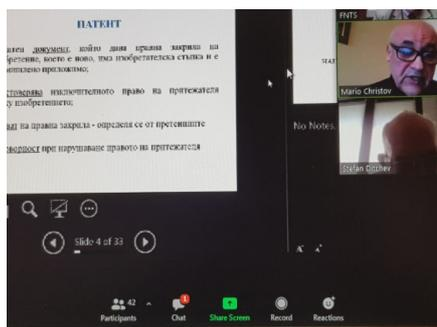 ПАТЕНТ
документ, който дава правна закрила на
което е ново, има изобретателска стъпка и е
приложимо;
изключителното право на притежателя
изобретението;
на правна закрила - определя се от претенциите
при нарушаване правото на притежателя
No Notes.
FNTS
Mario Christov
Stefan Ditchev
Slide 4 of 33
42
1
Participants
Chat
Share Screen
Record
Reactions